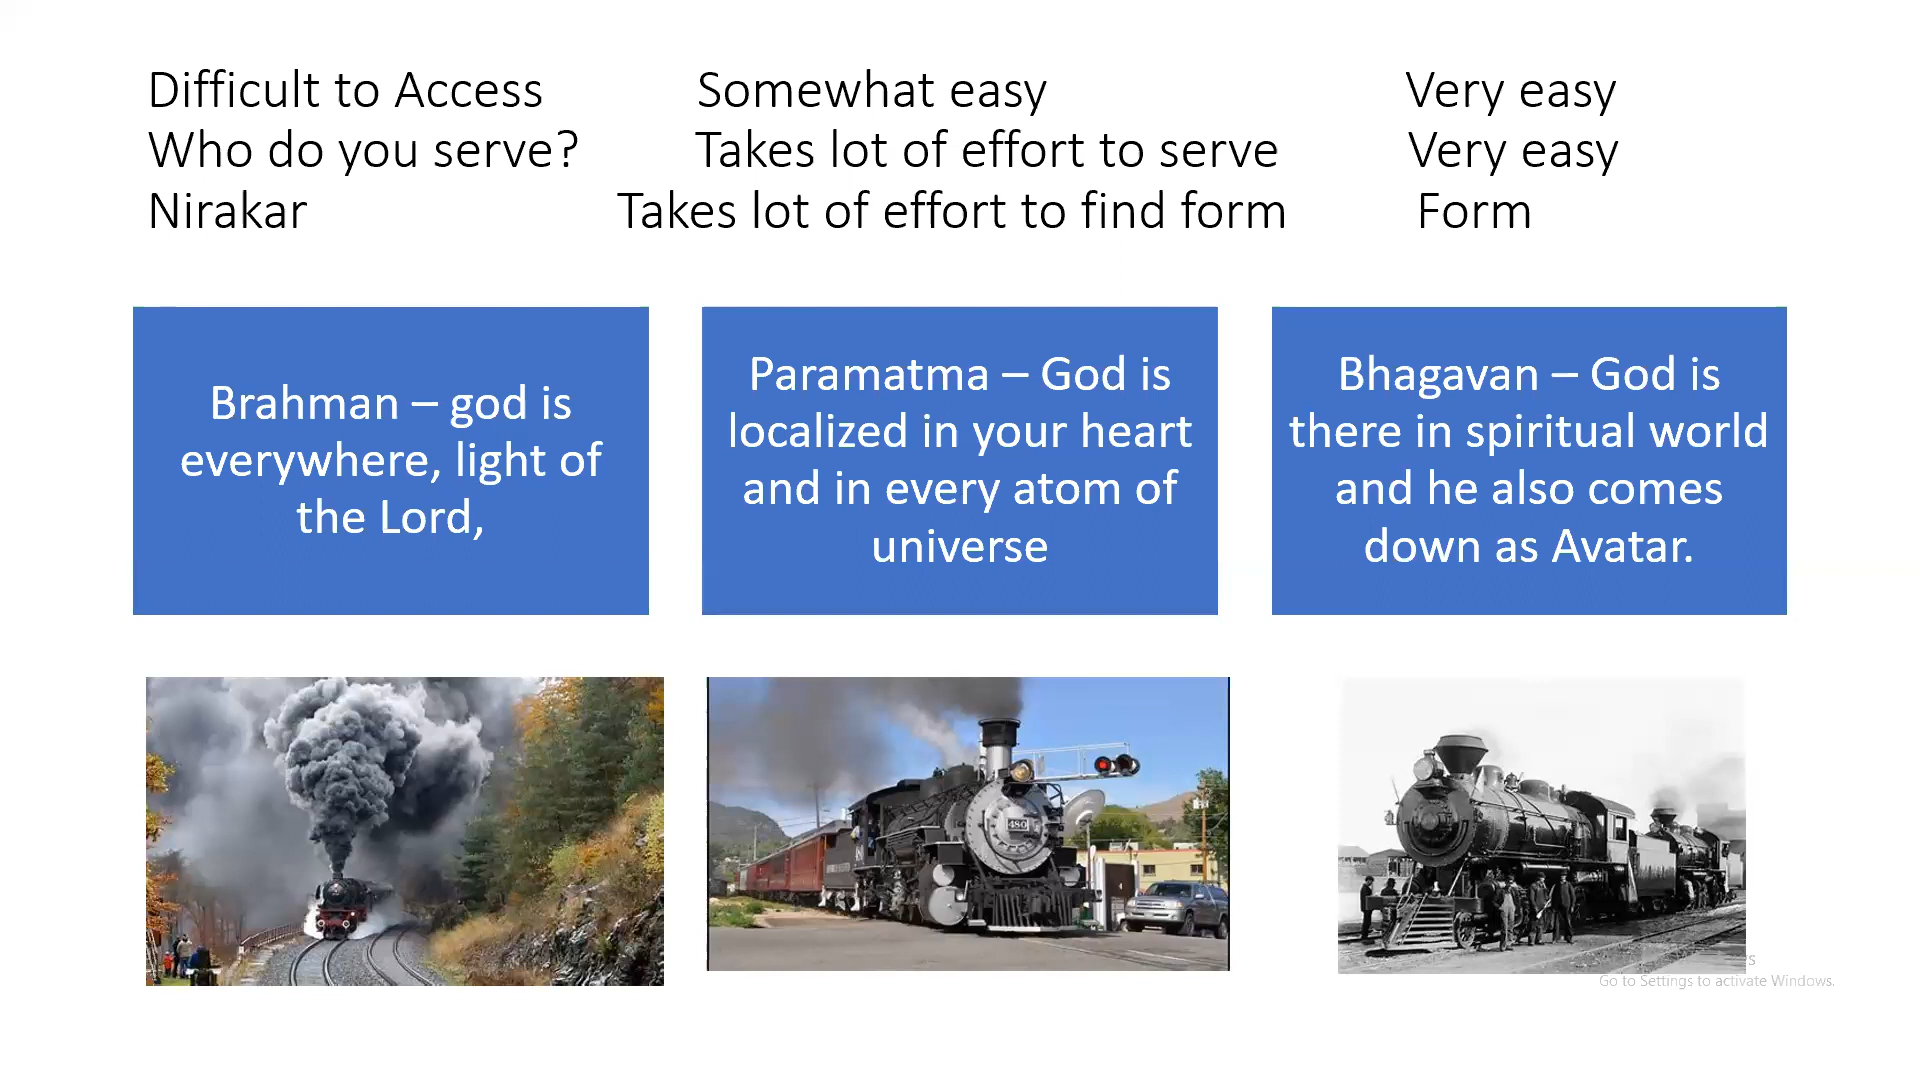 Difficult to Access Somewhat easy Very easy
Who do you serve? Takes lot of effort to serve Very easy
Nirakar Takes lot of effort to find form Form
Brahman – god is
everywhere, light of
the Lord,
Paramatma – God is
localized in your heart
and in every atom of
universe
Bhagavan – God is
there in spiritual world
and he also comes
down as Avatar.
480
Go to Settings to activate Windows.